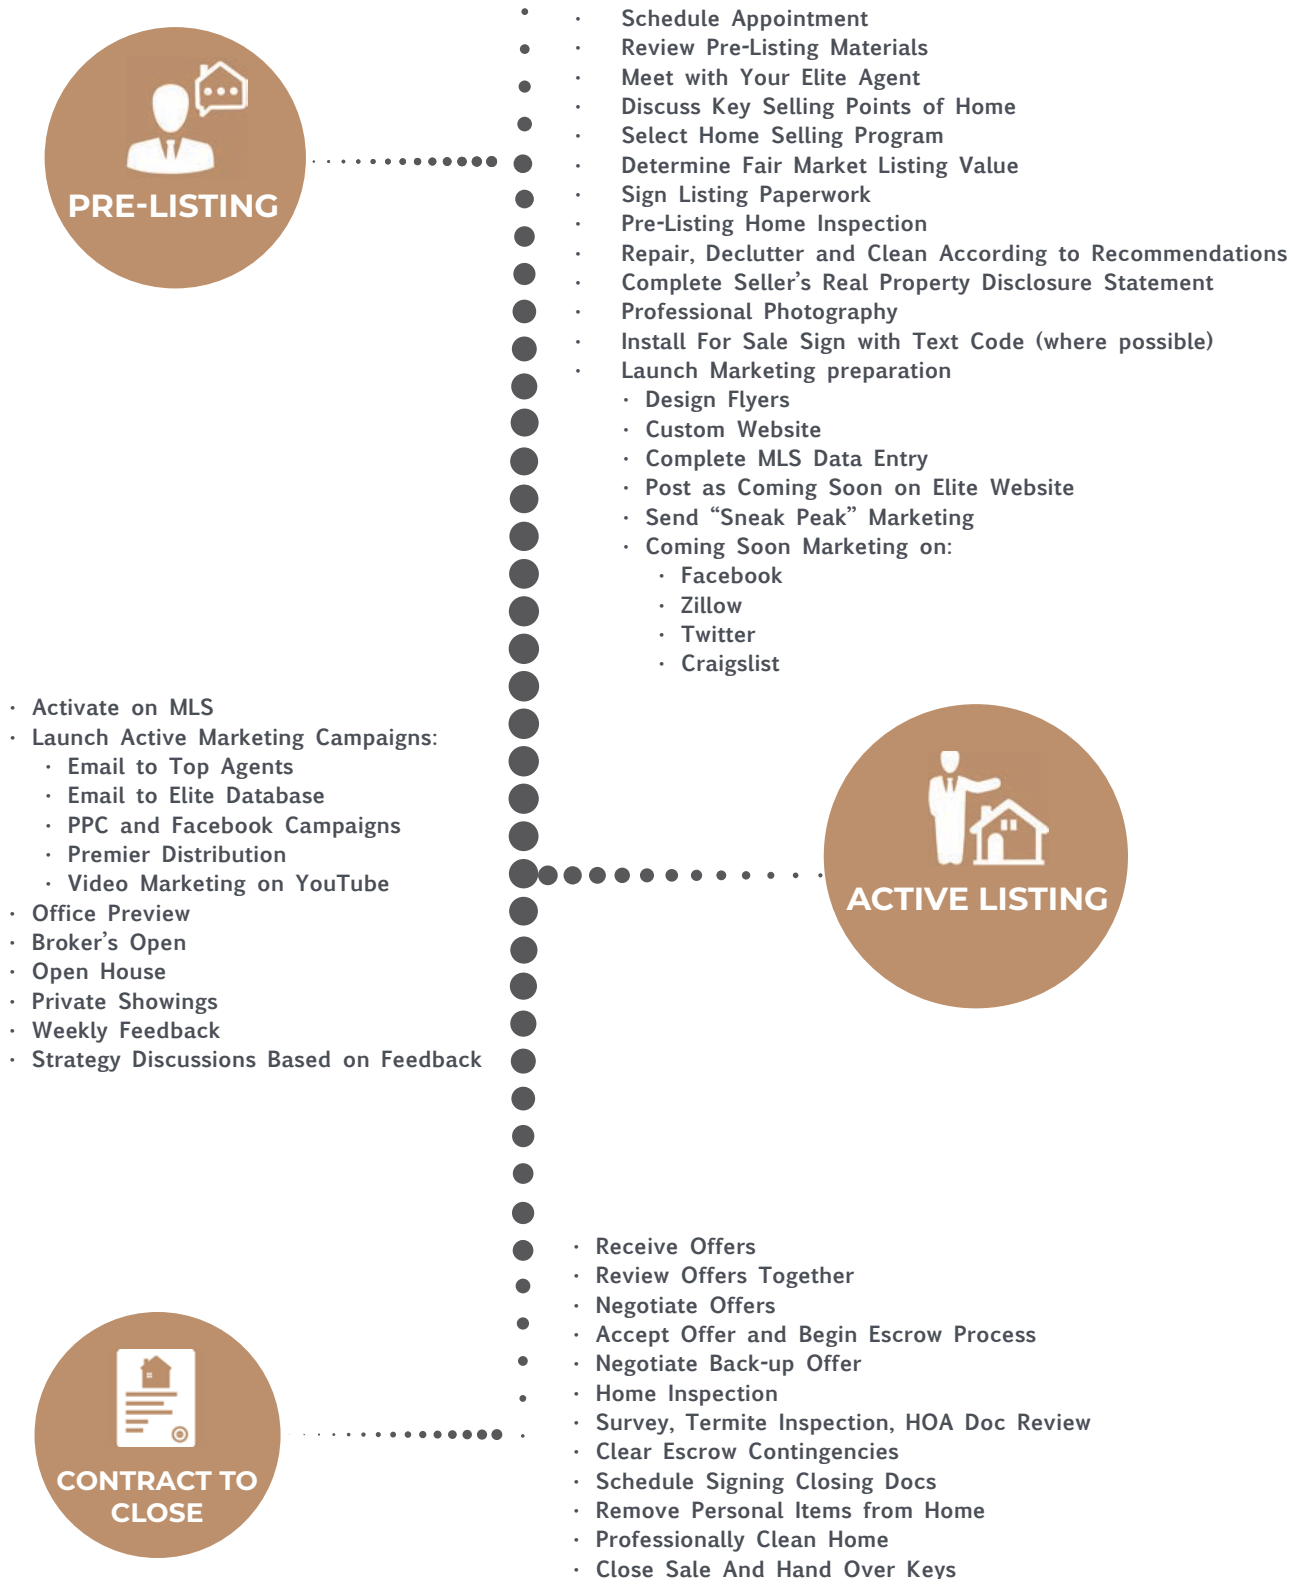 PRE-LISTING
· Schedule Appointment
· Review Pre-Listing Materials
· Meet with Your Elite Agent
· Discuss Key Selling Points of Home
· Select Home Selling Program
· Determine Fair Market Listing Value
· Sign Listing Paperwork
· Pre-Listing Home Inspection
· Repair, Declutter and Clean According to Recommendations
· Complete Seller’s Real Property Disclosure Statement
· Professional Photography
· Install For Sale Sign with Text Code (where possible)
· Launch Marketing preparation
· Design Flyers
· Custom Website
· Complete MLS Data Entry
· Post as Coming Soon on Elite Website
· Send “Sneak Peak” Marketing
· Coming Soon Marketing on:
· Facebook
· Zillow
· Twitter
· Craigslist
ACTIVE LISTING
· Activate on MLS
· Launch Active Marketing Campaigns:
· Email to Top Agents
· Email to Elite Database
· PPC and Facebook Campaigns
· Premier Distribution
· Video Marketing on YouTube
· Office Preview
· Broker’s Open
· Open House
· Private Showings
· Weekly Feedback
· Strategy Discussions Based on Feedback
CONTRACT TO
CLOSE
· Receive Offers
· Review Offers Together
· Negotiate Offers
· Accept Offer and Begin Escrow Process
· Negotiate Back-up Offer
· Home Inspection
· Survey, Termite Inspection, HOA Doc Review
· Clear Escrow Contingencies
· Schedule Signing Closing Docs
· Remove Personal Items from Home
· Professionally Clean Home
· Close Sale And Hand Over Keys